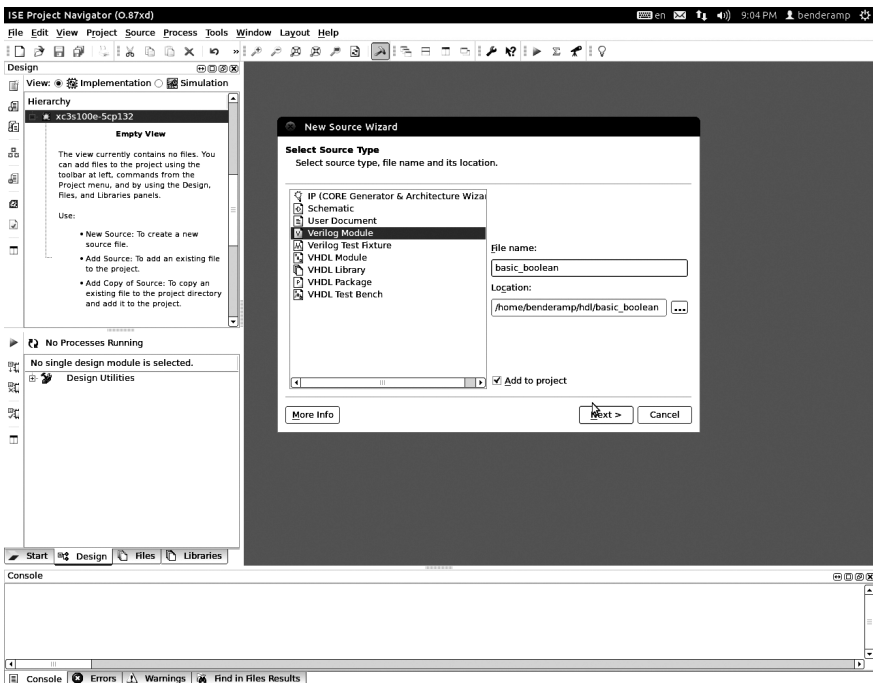 ISE Project Navigator (O.87xd)
en
9:04 PM
benderamp
File Edit View Project Source Process Tools Window Layout Help
Design
View: Implementation Simulation
Hierarchy
xc3s100e-5cp132
Empty View
The view currently contains no files. You
can add files to the project using the
toolbar at left, commands from the
Project menu, and by using the Design,
Files, and Libraries panels.
Use:
• New Source: To create a new
source file.
• Add Source: To add an existing file
to the project.
• Add Copy of Source: To copy an
existing file to the project directory
and add it to the project.
No Processes Running
No single design module is selected.
Design Utilities
Start Design Files Libraries
New Source Wizard
Select Source Type
Select source type, file name and its location.
IP (CORE Generator & Architecture Wizar
Schematic
User Document
Verilog Module
Verilog Test Fixture
VHDL Module
VHDL Library
VHDL Package
VHDL Test Bench
File name:
basic_boolean
Location:
/home/benderamp/hdl/basic_boolean
...
Add to project
More Info
Next >
Cancel
Console
Console Errors Warnings Find in Files Results